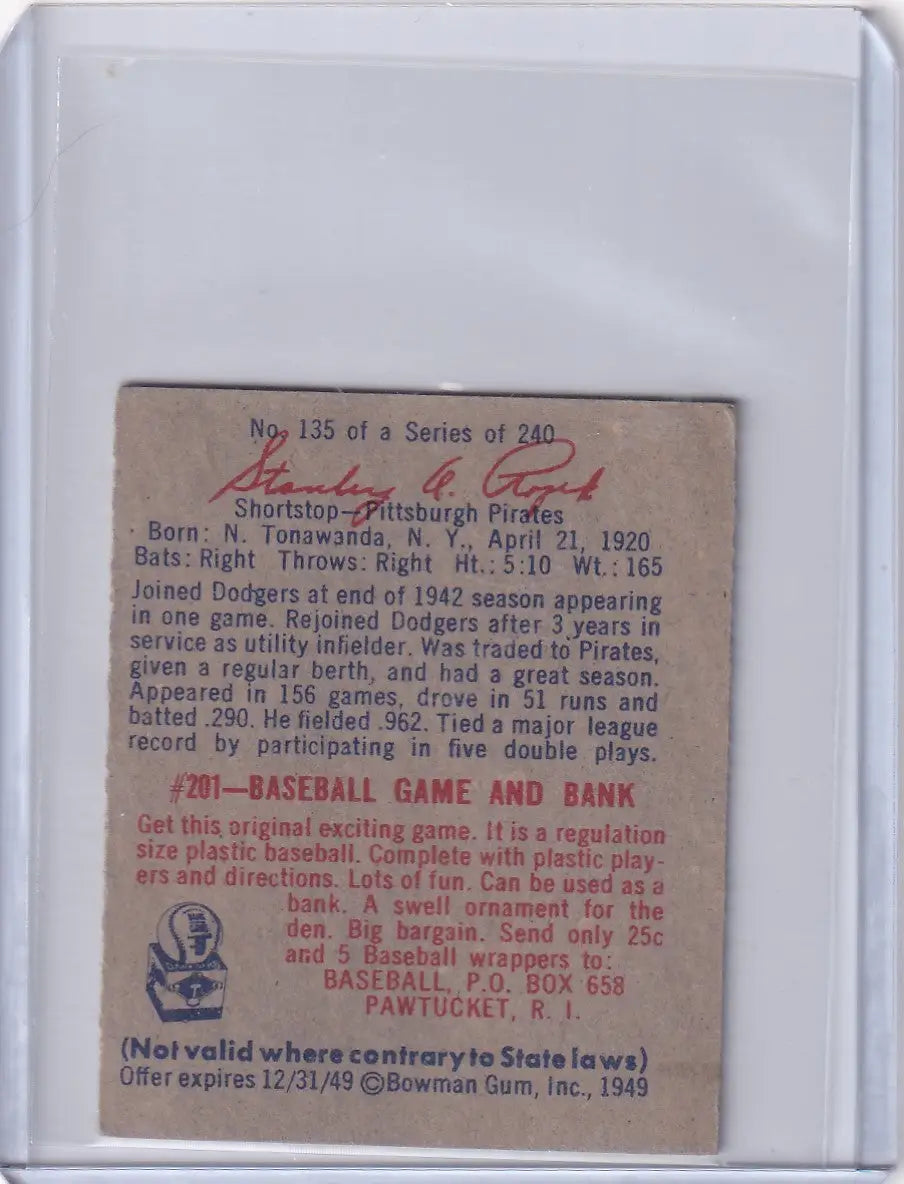 No. 135 of a Series of 240
Stanley A. Rojek
Shortstop—Pittsburgh Pirates
Born: N. Tonawanda, N. Y., April 21, 1920
Bats: Right Throws: Right Ht.: 5:10 Wt.: 165
Joined Dodgers at end of 1942 season appearing
in one game. Rejoined Dodgers after 3 years in
service as utility infielder. Was traded to Pirates,
given a regular berth, and had a great season.
Appeared in 156 games, drove in 51 runs and
batted .290. He fielded .962. Tied a major league
record by participating in five double plays.
#201—BASEBALL GAME AND BANK
Get this original exciting game. It is a regulation
size plastic baseball. Complete with plastic play-
ers and directions. Lots of fun. Can be used as a
bank. A swell ornament for the
den. Big bargain. Send only 25c
and 5 Baseball wrappers to:
BASEBALL, P.O. BOX 658
PAWTUCKET, R. I.
(Not valid where contrary to State laws)
Offer expires 12/31/49 ©Bowman Gum, Inc., 1949